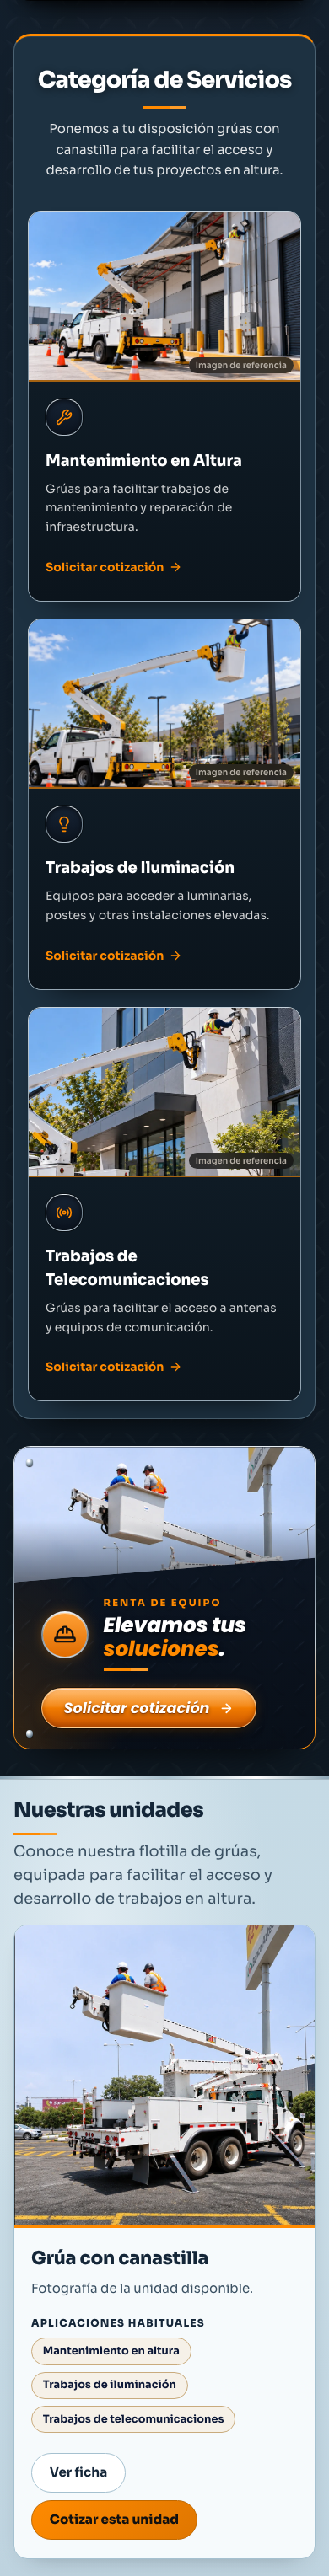 Categoría de Servicios
Ponemos a tu disposición grúas con
canastilla para facilitar el acceso y
desarrollo de tus proyectos en altura.
Imagen de referencia
Mantenimiento en Altura
Grúas para facilitar trabajos de
mantenimiento y reparación de
infraestructura.
Solicitar cotización →
Imagen de referencia
Trabajos de Iluminación
Equipos para acceder a luminarias,
postes y otras instalaciones elevadas.
Solicitar cotización →
Imagen de referencia
Trabajos de
Telecomunicaciones
Grúas para facilitar el acceso a antenas
y equipos de comunicación.
Solicitar cotización →
RENTA DE EQUIPO
Elevamos tus
soluciones.
Solicitar cotización →
Nuestras unidades
Conoce nuestra flotilla de grúas,
equipada para facilitar el acceso y
desarrollo de trabajos en altura.
Grúa con canastilla
Fotografía de la unidad disponible.
APLICACIONES HABITUALES
Mantenimiento en altura
Trabajos de iluminación
Trabajos de telecomunicaciones
Ver ficha
Cotizar esta unidad